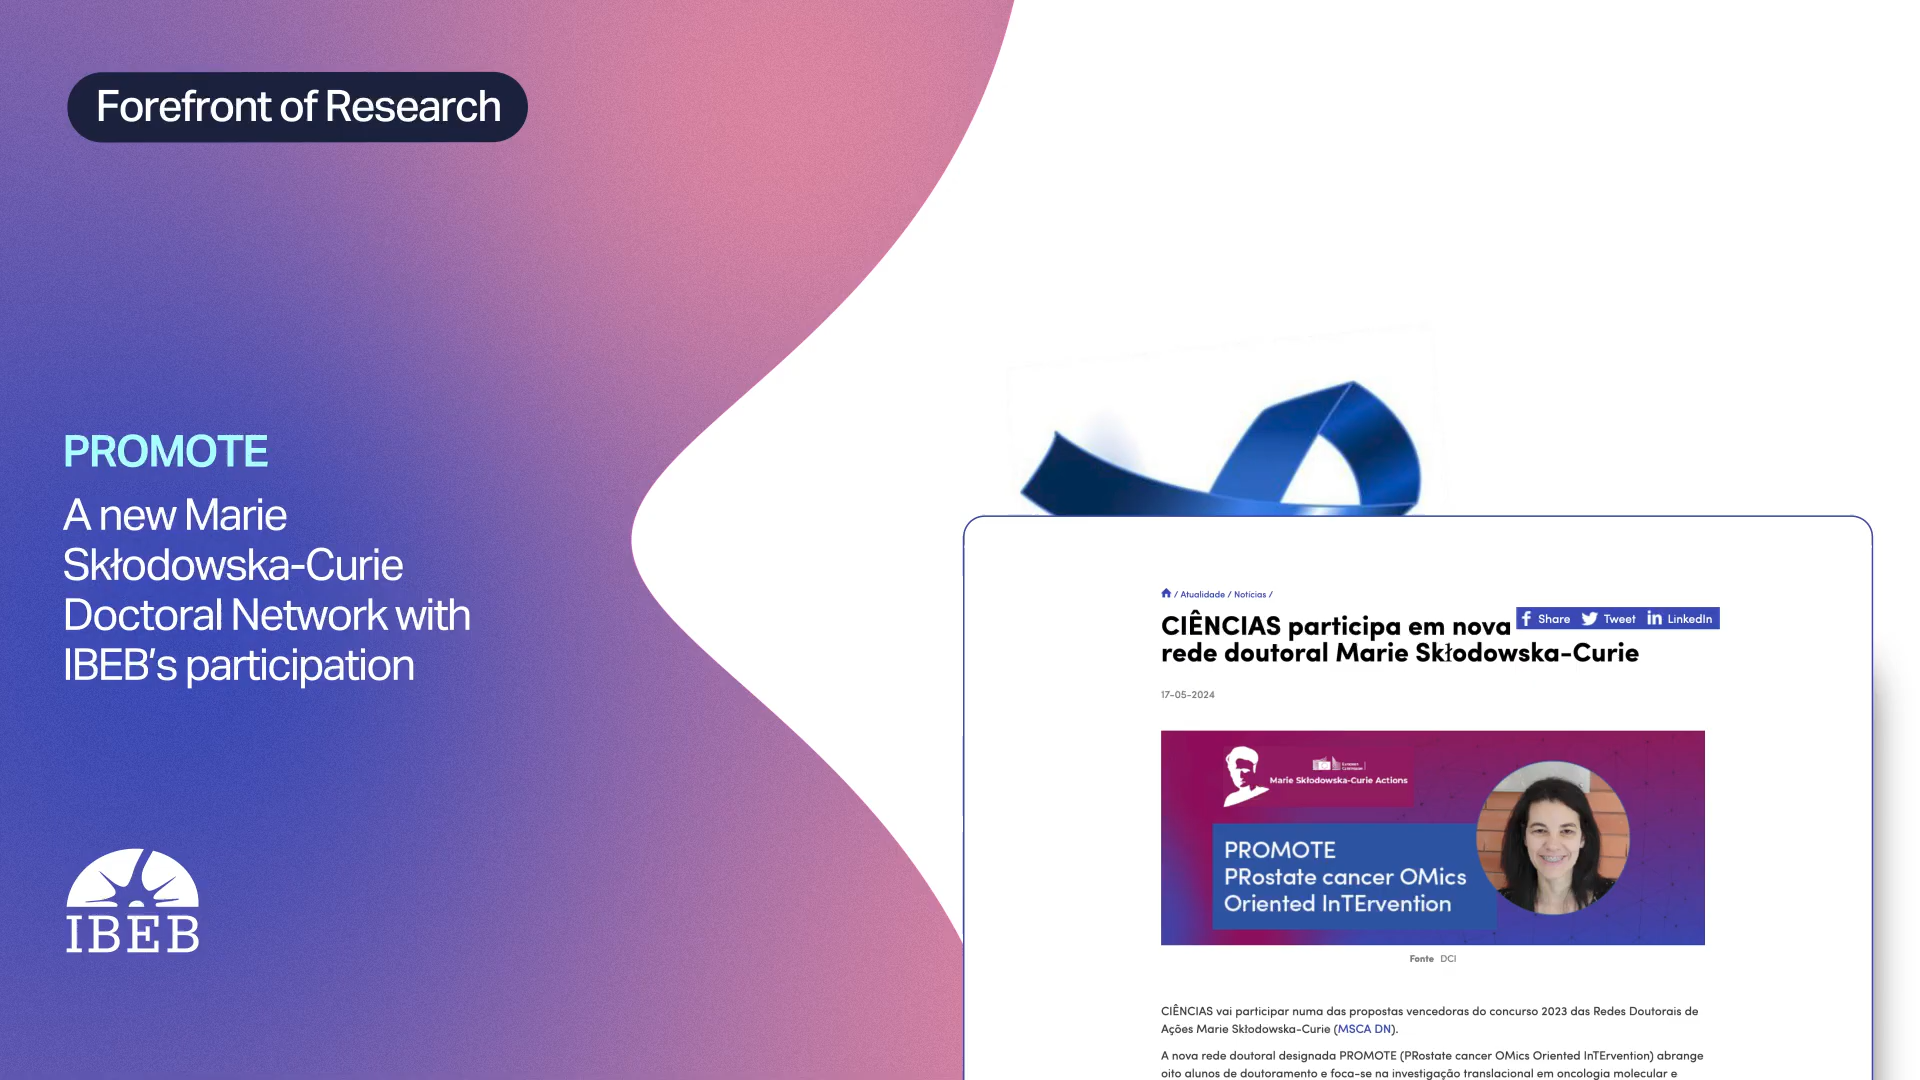 Forefront of Research
PROMOTE
A new Marie
Skłodowska-Curie
Doctoral Network with
IBEB’s participation
IBEB
/ Atualidade / Notícias /
CIÊNCIAS participa em nova
rede doutoral Marie Skłodowska-Curie
Share Tweet LinkedIn
17-05-2024
Marie Skłodowska-Curie Actions
PROMOTE
PRostate cancer OMics
Oriented InTErvention
Fonte DCI
CIÊNCIAS vai participar numa das propostas vencedoras do concurso 2023 das Redes Doutorais de
Ações Marie Skłodowska-Curie (MSCA DN).
A nova rede doutoral designada PROMOTE (PRostate cancer OMics Oriented InTErvention) abrange
oito alunos de doutoramento e foca-se na investigação translacional em oncologia molecular e